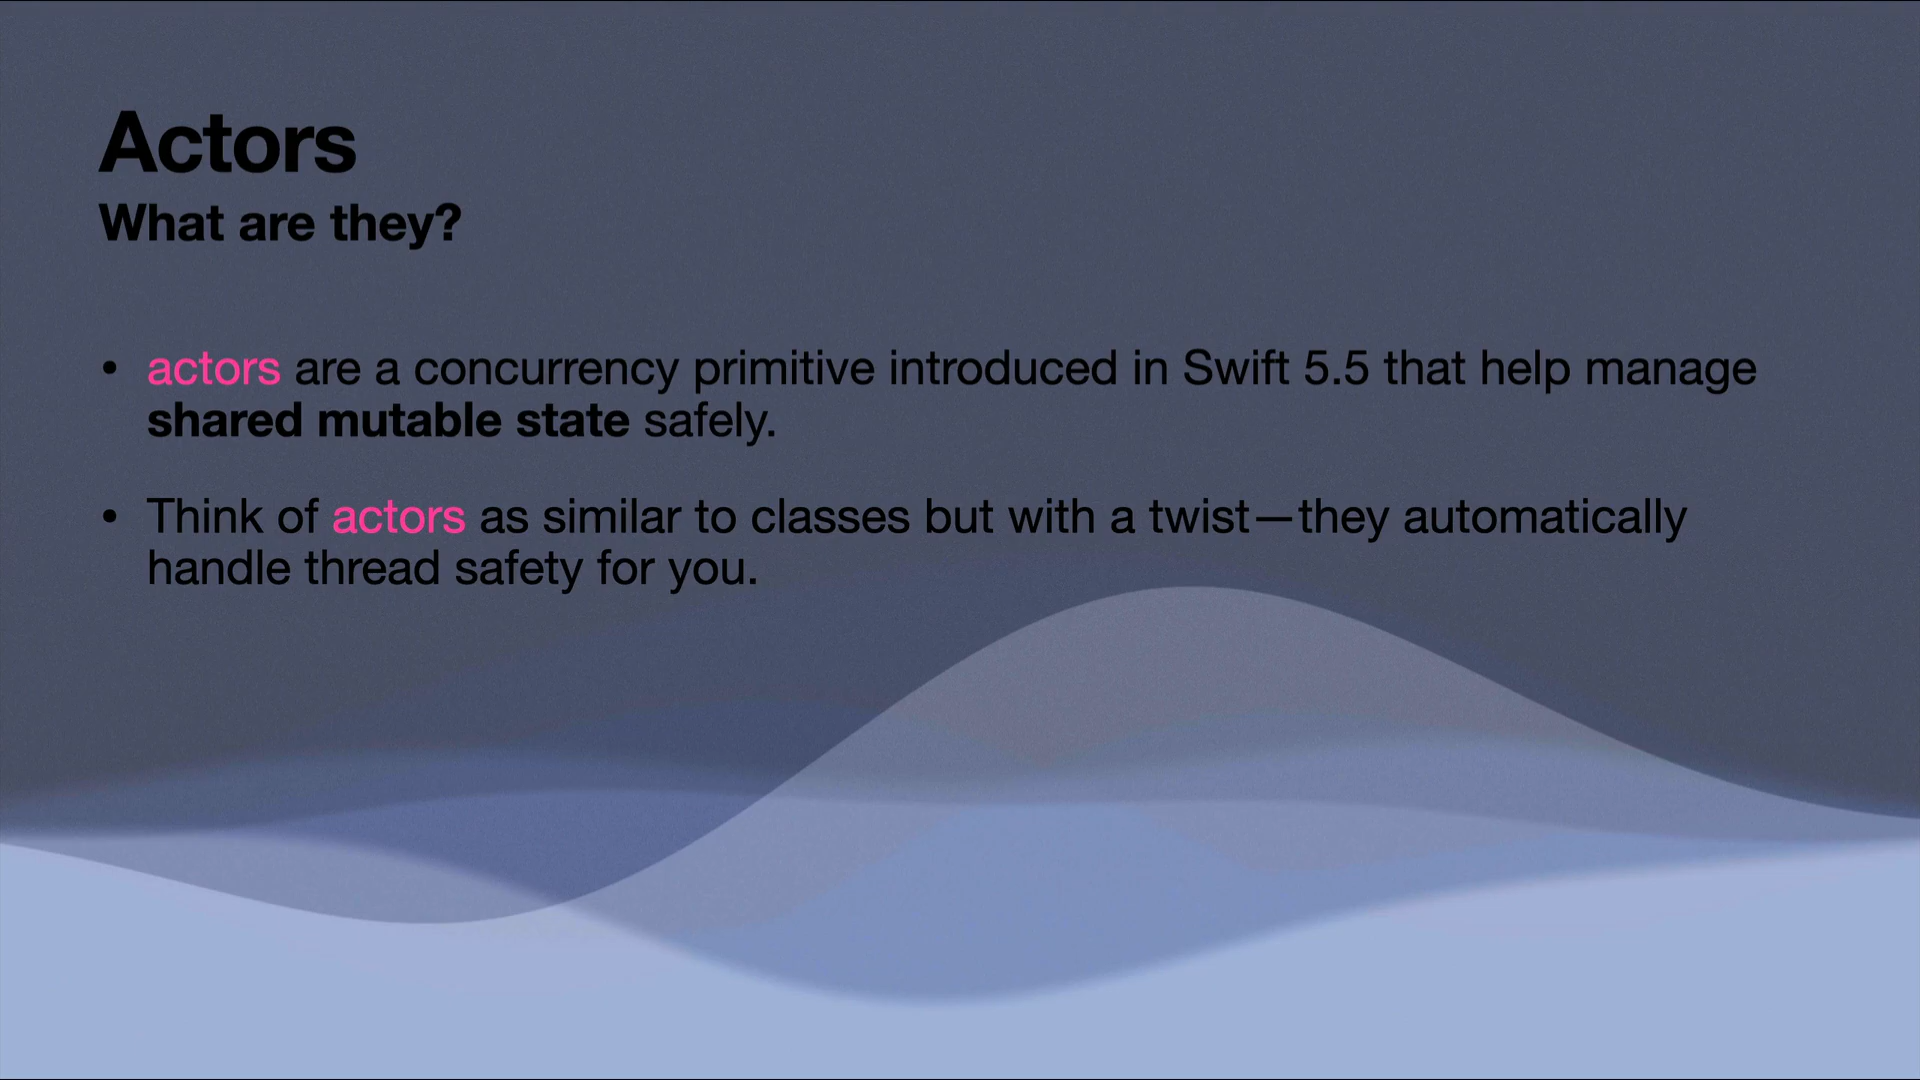 Actors
What are they?
• actors are a concurrency primitive introduced in Swift 5.5 that help manage
shared mutable state safely.
• Think of actors as similar to classes but with a twist—they automatically
handle thread safety for you.